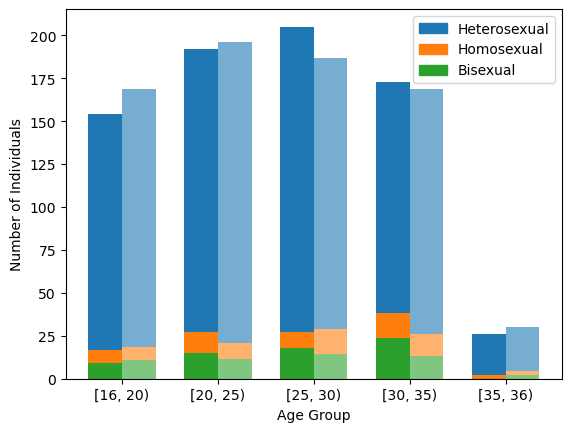 Heterosexual
Homosexual
Bisexual
200
175
150
125
100
75
50
25
0
Number of Individuals
[16, 20)
[20, 25)
[25, 30)
[30, 35)
[35, 36)
Age Group